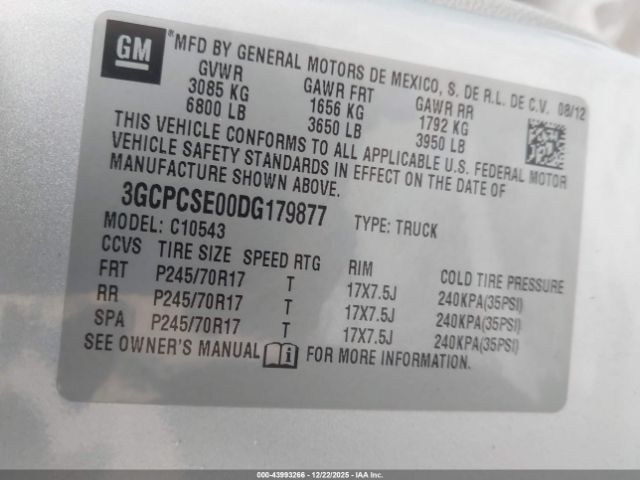 GM
®MFD BY GENERAL MOTORS DE MEXICO, S. DE R.L. DE C.V. 08/12
GVWR GAWR FRT GAWR RR
3085 KG 1656 KG 1792 KG
6800 LB 3650 LB 3950 LB
THIS VEHICLE CONFORMS TO ALL APPLICABLE U.S. FEDERAL MOTOR
VEHICLE SAFETY STANDARDS IN EFFECT ON THE DATE OF
MANUFACTURE SHOWN ABOVE.
3GCPCSE00DG179877 TYPE: TRUCK
MODEL: C10543
CCVS TIRE SIZE SPEED RTG RIM COLD TIRE PRESSURE
FRT P245/70R17 T 17X7.5J 240KPA(35PSI)
RR P245/70R17 T 17X7.5J 240KPA(35PSI)
SPA P245/70R17 T 17X7.5J 240KPA(35PSI)
SEE OWNER'S MANUAL i FOR MORE INFORMATION.
000-43993266 - 12/22/2025 - IAAI.com